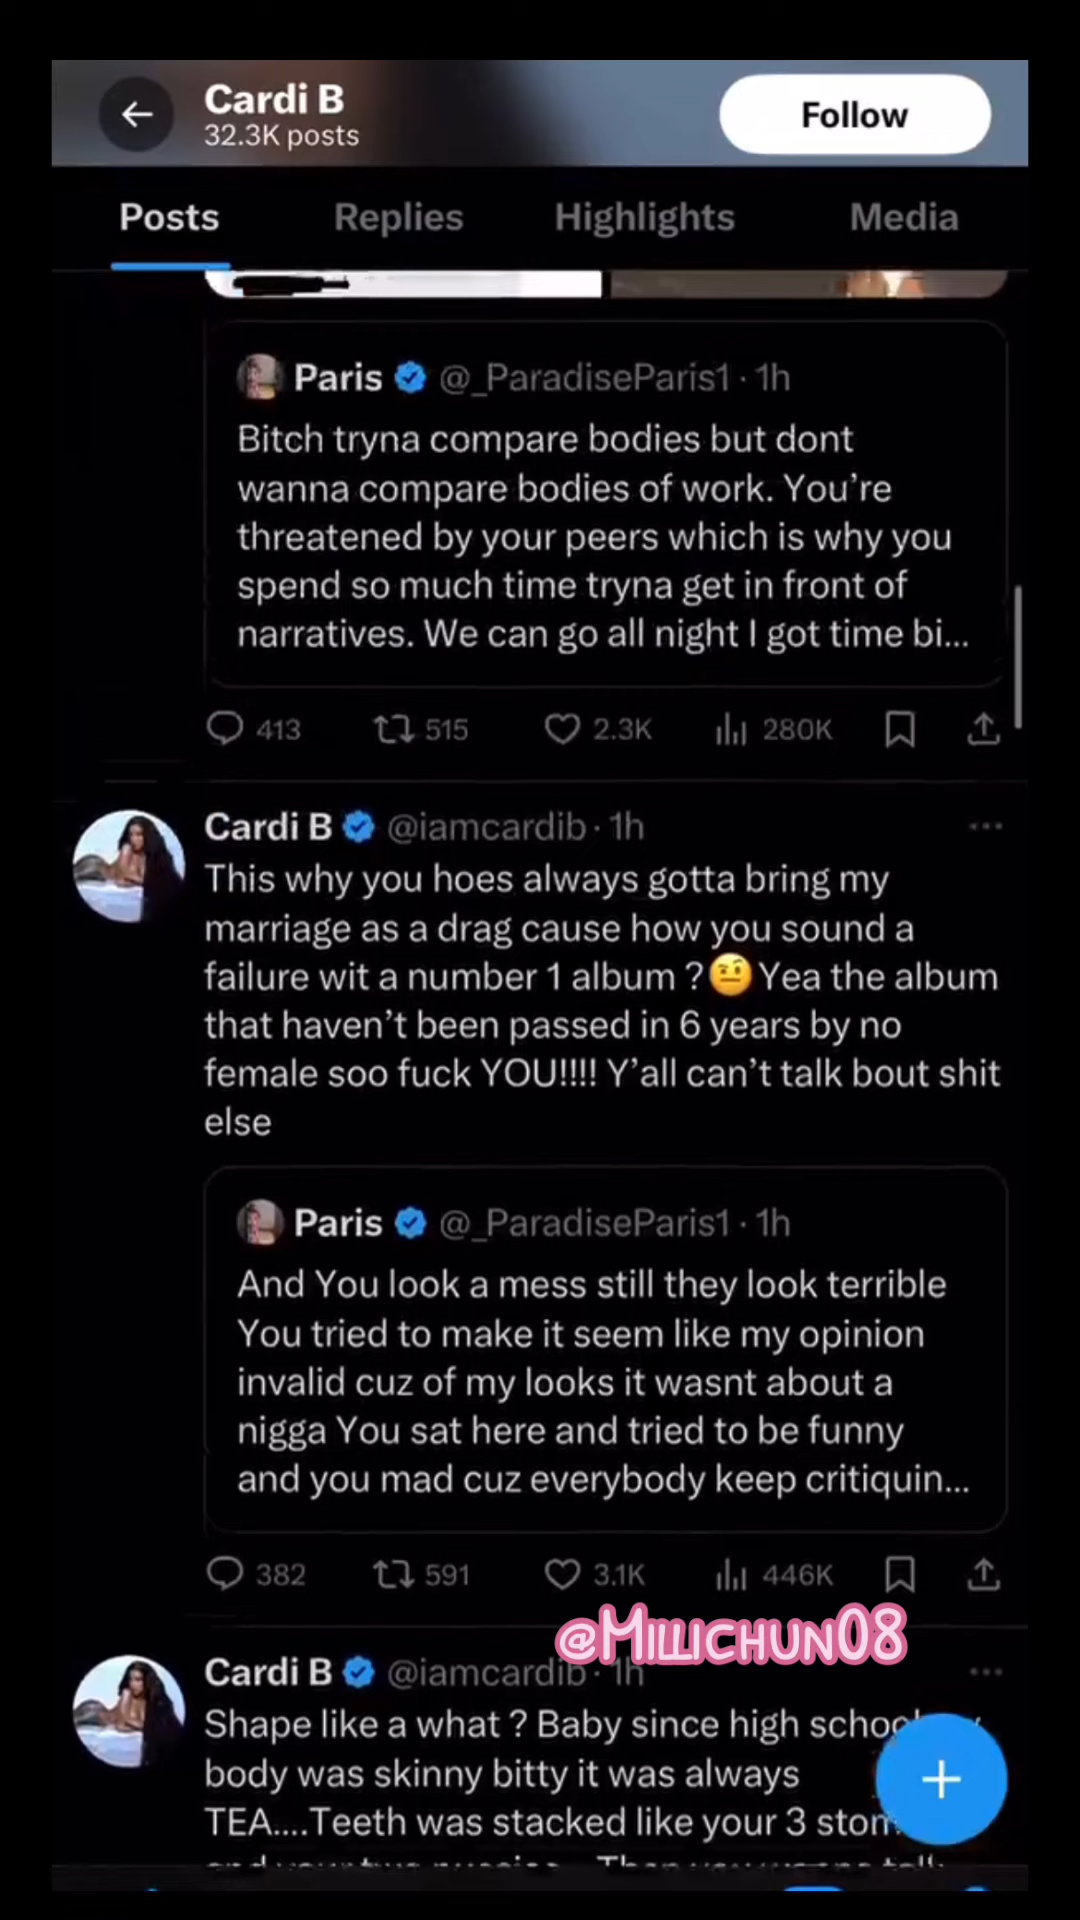 Cardi B
32.3K posts
Follow
Posts
Replies
Highlights
Media
Paris @_ParadiseParis1 · 1h
Bitch tryna compare bodies but dont
wanna compare bodies of work. You're
threatened by your peers which is why you
spend so much time tryna get in front of
narratives. We can go all night I got time bi...
413 515 2.3K 280K
Cardi B @iamcardib · 1h
This why you hoes always gotta bring my
marriage as a drag cause how you sound a
failure wit a number 1 album ?🤨Yea the album
that haven't been passed in 6 years by no
female soo fuck YOU!!!! Y'all can't talk bout shit
else
Paris @_ParadiseParis1 · 1h
And You look a mess still they look terrible
You tried to make it seem like my opinion
invalid cuz of my looks it wasnt about a
nigga You sat here and tried to be funny
and you mad cuz everybody keep critiquin...
382 591 3.1K 446K
@Millichun08
Cardi B @iamcardib · 1h
Shape like a what ? Baby since high
body was skinny bitty it was always
TEA....Teeth was stacked like your 3